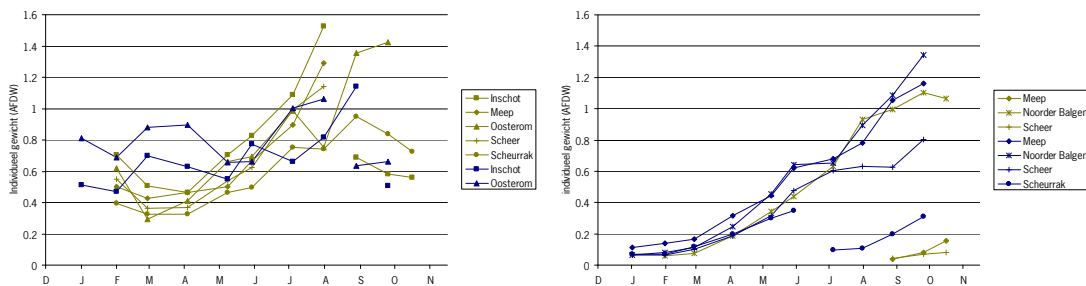 1.6
1.4
1.2
1
0.8
0.6
0.4
0.2
0
Individueel gewicht (AFDW)
D J F M A M J J A S O N
Inschot
Meep
Oosterom
Scheer
Scheurrak
Inschot
Oosterom
1.6
1.4
1.2
1
0.8
0.6
0.4
0.2
0
individueel gewicht (AFDW)
D J F M A M J J A S O N
Meep
Noorder Balgen
Scheer
Meep
Noorder Balgen
Scheer
Scheurrak